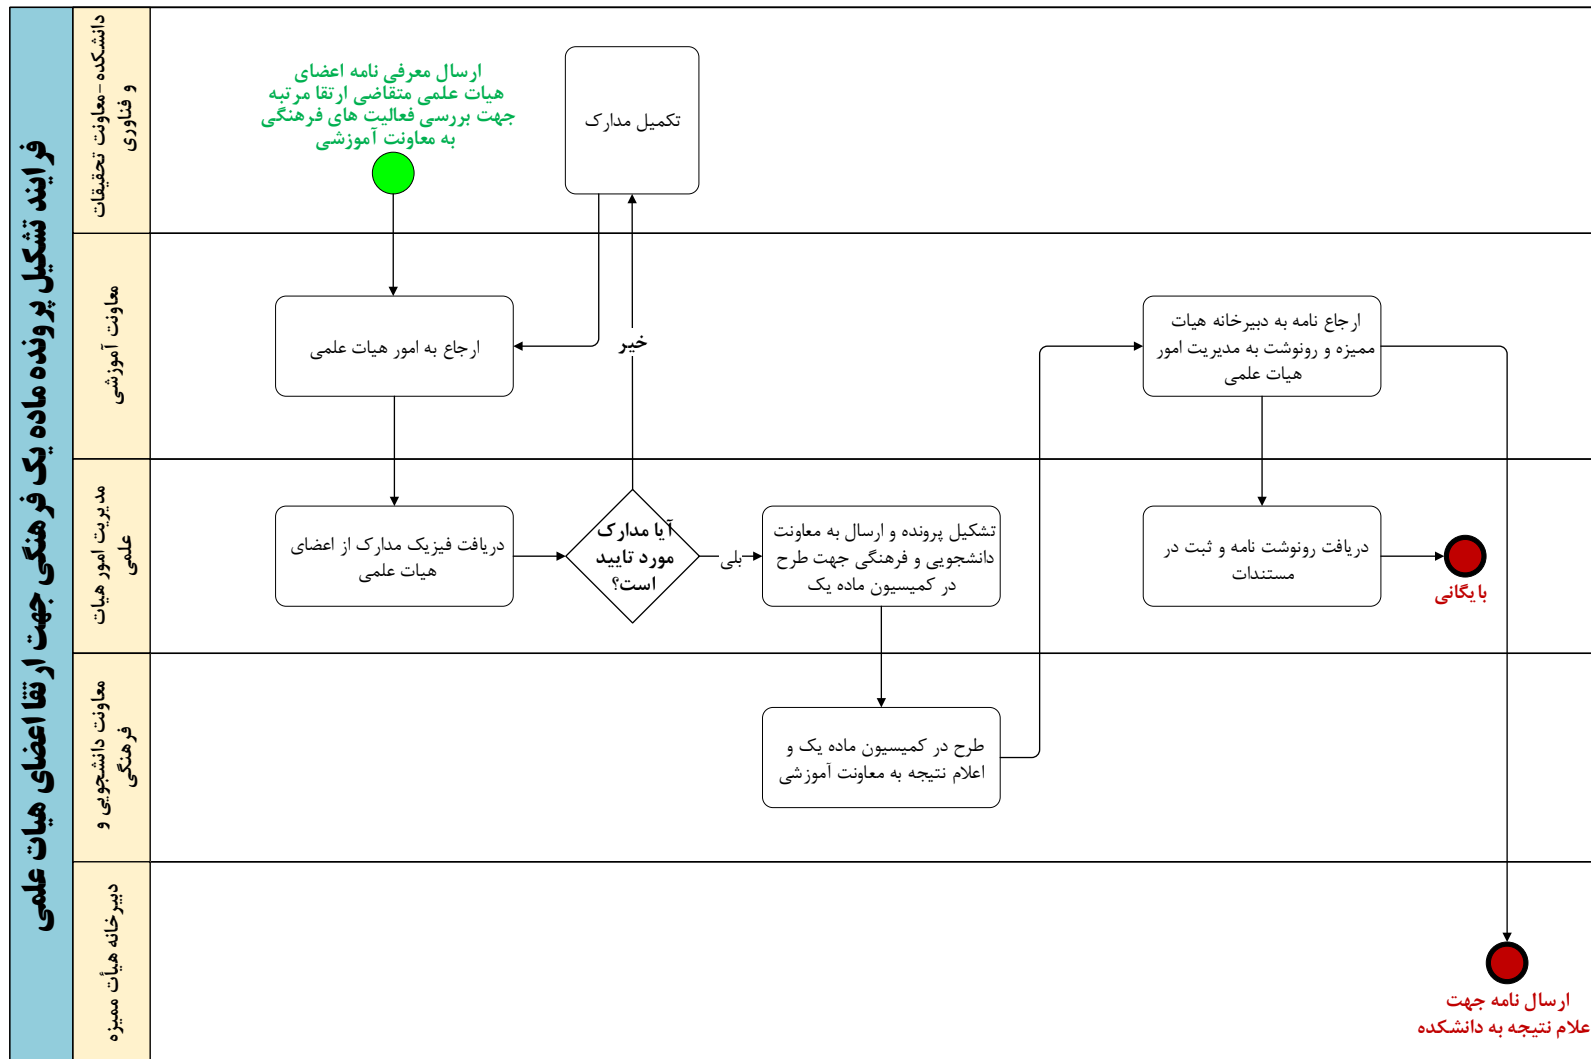 فرایند تشکیل پرونده ماده یک فرهنگی جهت ارتقا اعضای هیات علمی
دانشکده-معاونت تحقیقات
و فناوری
ارسال معرفی نامه اعضای
هیات علمی متقاضی ارتقا مرتبه
جهت بررسی فعالیت های فرهنگی
به معاونت آموزشی
تکمیل مدارک
معاونت آموزشی
ارجاع به امور هیات علمی
خیر
ارجاع نامه به دبیرخانه هیات
ممیزه و رونوشت به مدیریت امور
هیات علمی
مدیریت امور هیات
علمی
دریافت فیزیک مدارک از اعضای
هیات علمی
آیا مدارک
مورد تایید
است؟
بلی
تشکیل پرونده و ارسال به معاونت
دانشجویی و فرهنگی جهت طرح
در کمیسیون ماده یک
دریافت رونوشت نامه و ثبت در
مستندات
بایگانی
معاونت دانشجویی و
فرهنگی
طرح در کمیسیون ماده یک و
اعلام نتیجه به معاونت آموزشی
دبیرخانه هیأت ممیزه
ارسال نامه جهت
علام نتیجه به دانشکده